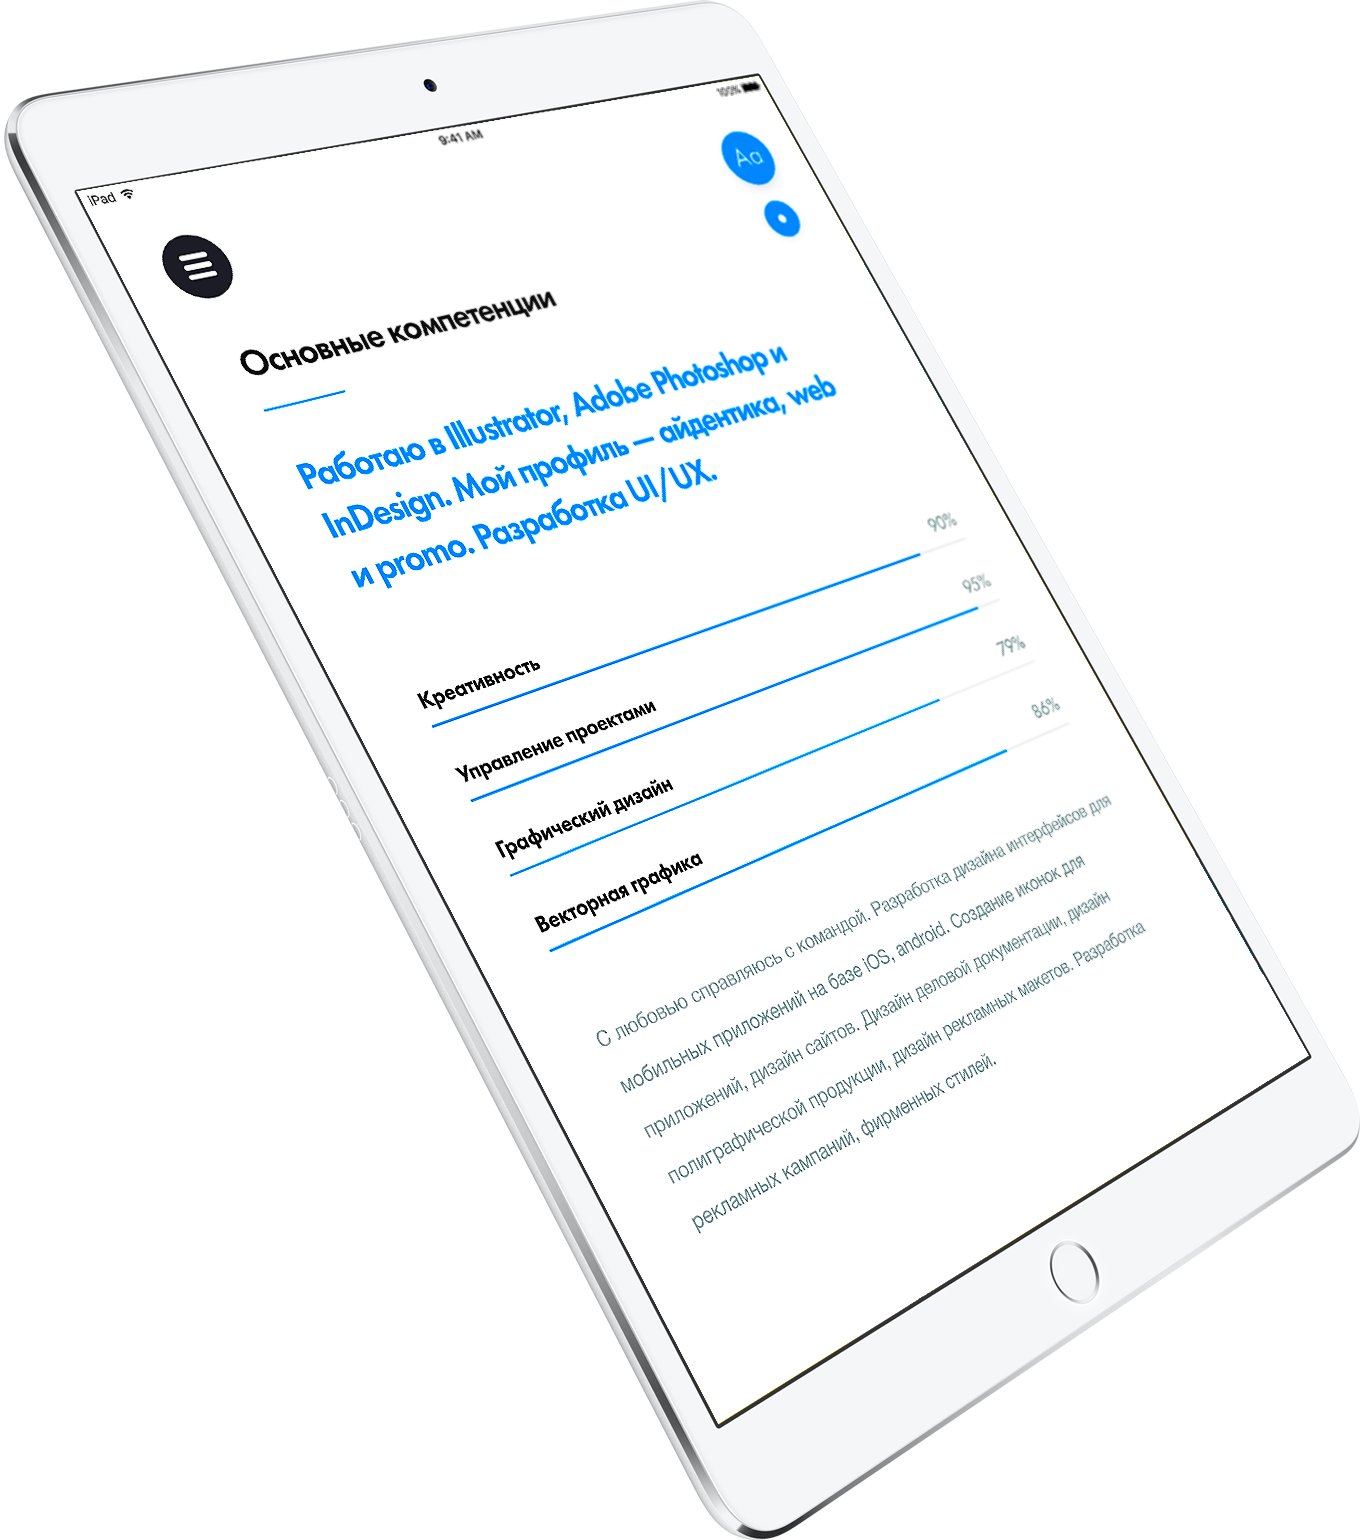 iPad
9:41 AM
100%
Aa
Основные компетенции
Работаю в Illustrator, Adobe Photoshop и
InDesign. Мой профиль — айдентика, web
и promo. Разработка UI/UX.
Креативность 90%
Управление проектами 95%
Графический дизайн 79%
Векторная графика 86%
С любовью справляюсь с командой. Разработка дизайна интерфейсов для
мобильных приложений на базе iOS, android. Создание иконок для
приложений, дизайн сайтов. Дизайн деловой документации, дизайн
полиграфической продукции, дизайн рекламных макетов. Разработка
рекламных кампаний, фирменных стилей.